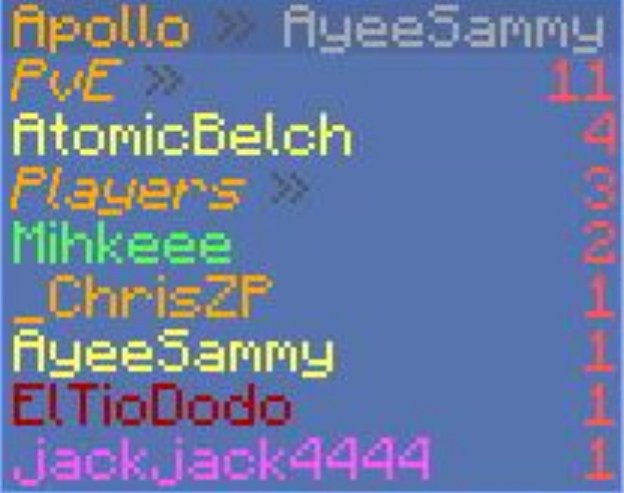 Apollo » AyeeSammy
PvE » 11
AtomicBelch 4
Players » 3
Mihkeee 2
_ChrisZP 1
AyeeSammy 1
ElTioDodo 1
jackjack4444 1